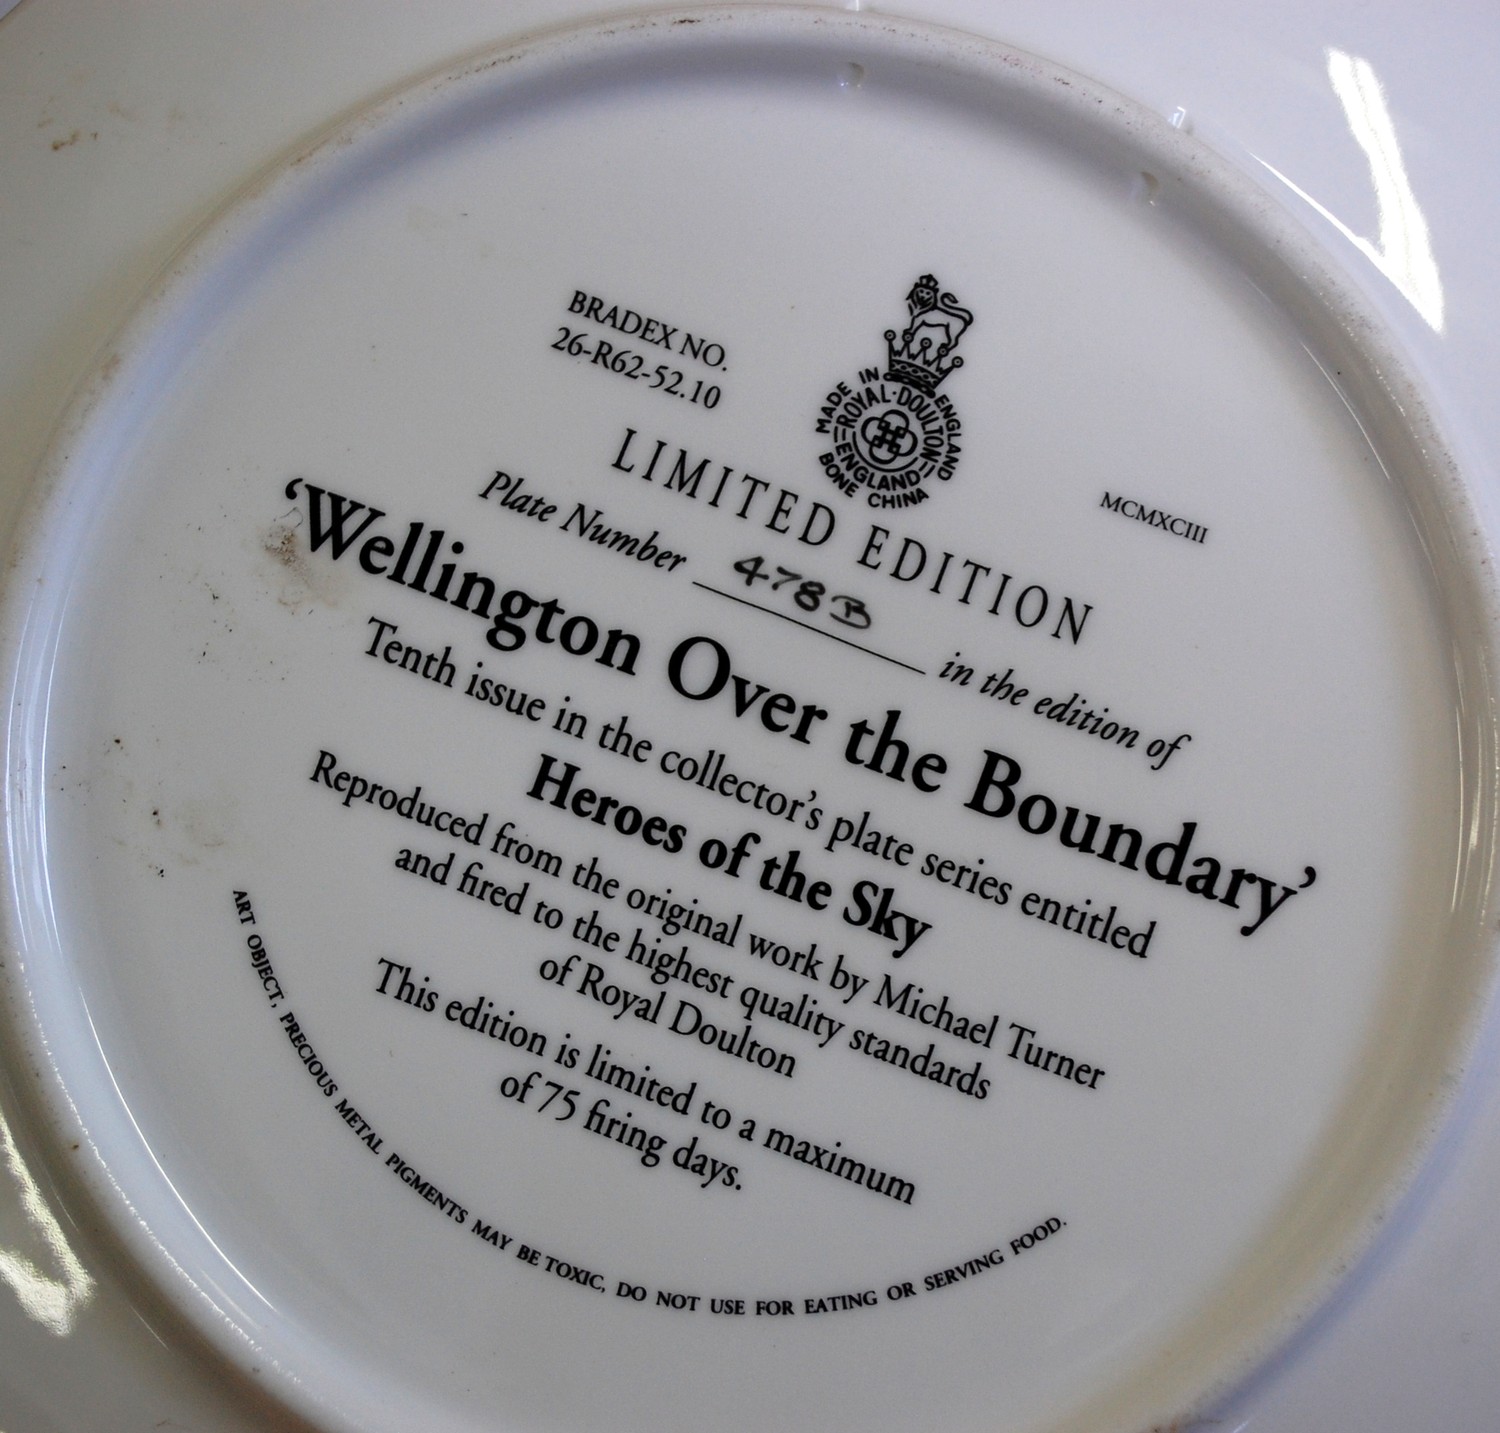 BRADEX NO.
26-R62-52.10
MADE IN ENGLAND
ROYAL·DOULTON
ENGLAND
BONE CHINA
MCMXCIII
LIMITED EDITION
Plate Number 478B in the edition of
‘Wellington Over the Boundary’
Tenth issue in the collector’s plate series entitled
Heroes of the Sky
Reproduced from the original work by Michael Turner
and fired to the highest quality standards
of Royal Doulton
This edition is limited to a maximum
of 75 firing days.
ART OBJECT, PRECIOUS METAL PIGMENTS MAY BE TOXIC, DO NOT USE FOR EATING OR SERVING FOOD.